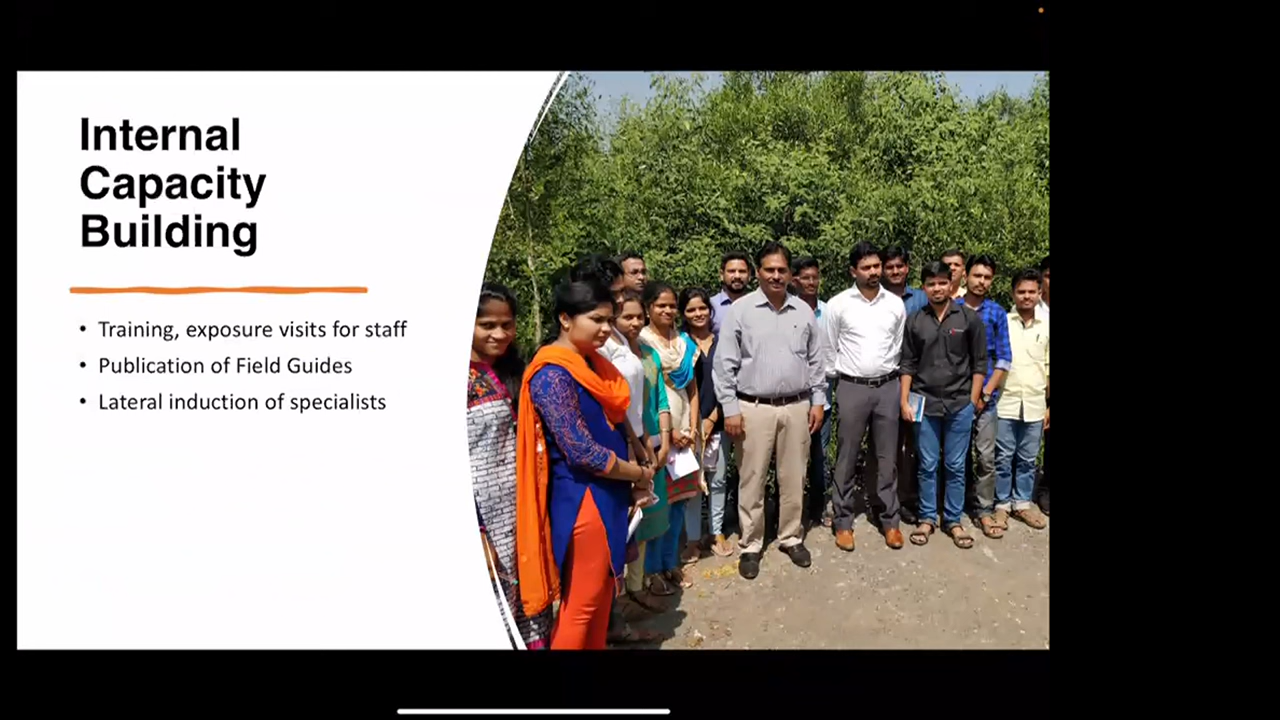 Internal
Capacity
Building
• Training, exposure visits for staff
• Publication of Field Guides
• Lateral induction of specialists